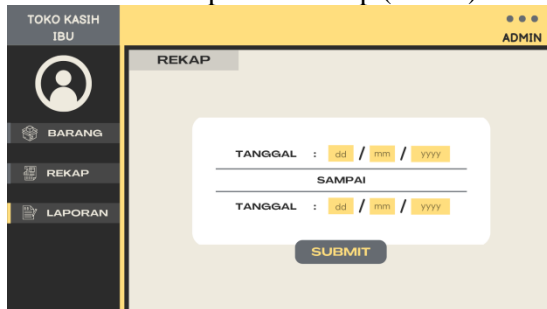 TOKO KASIH
IBU
ADMIN
REKAP
BARANG
REKAP
LAPORAN
TANGGAL : dd / mm / yyyy
SAMPAI
TANGGAL : dd / mm / yyyy
SUBMIT